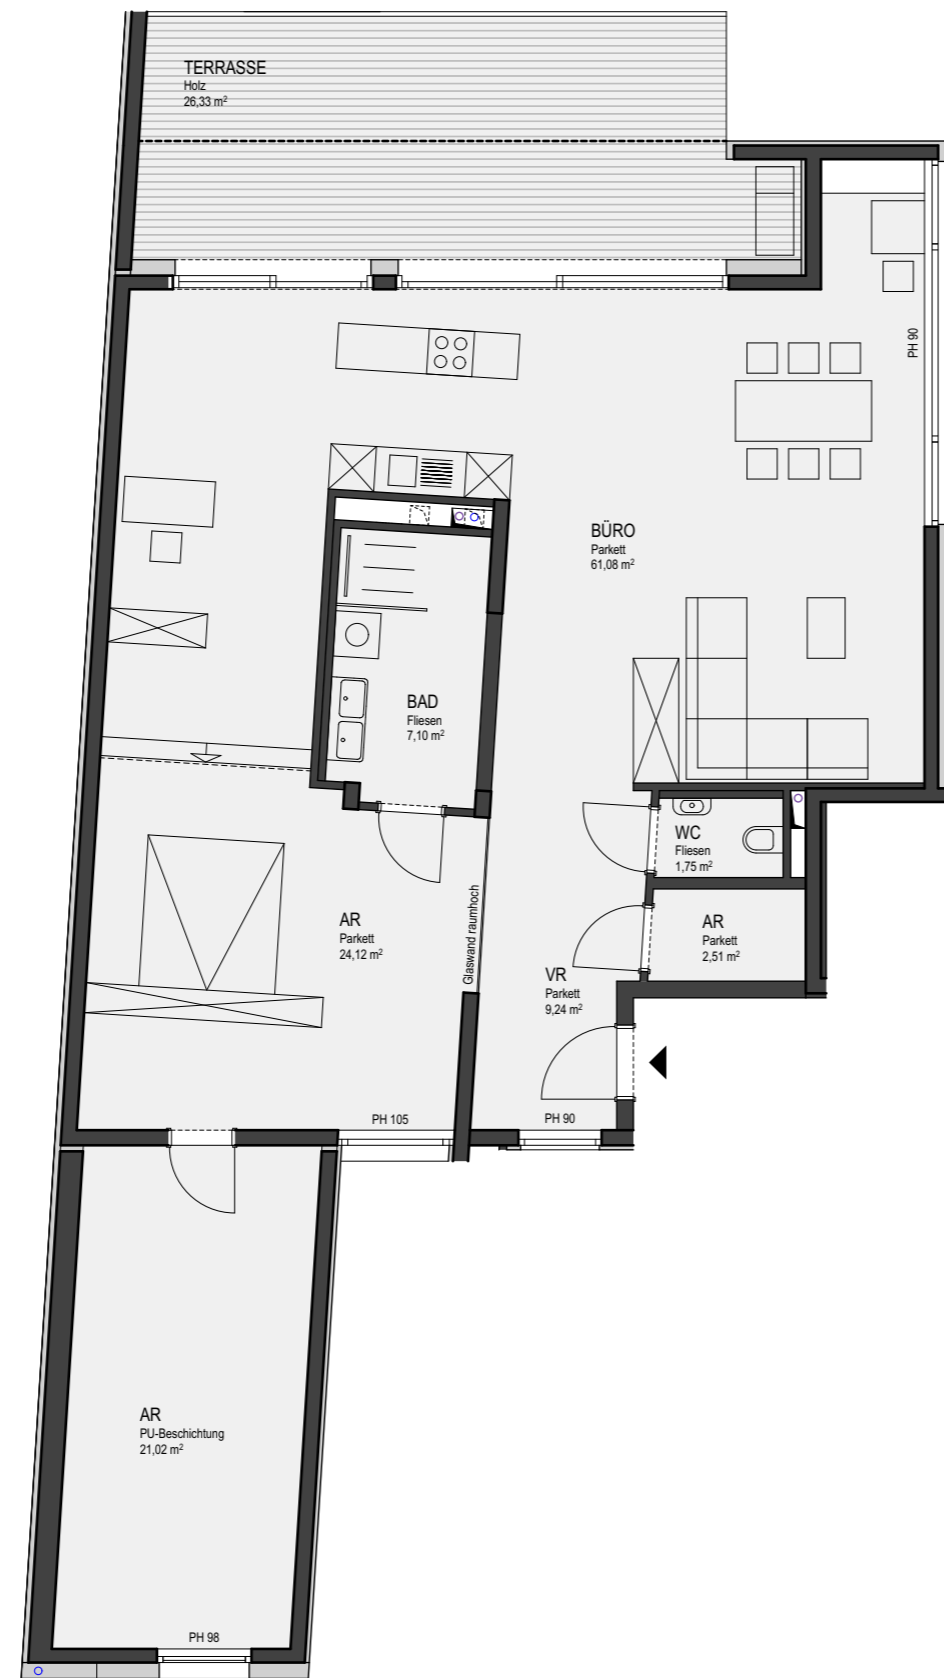 TERRASSE
Holz
26,33 m²
PH 90
BÜRO
Parkett
61,08 m²
BAD
Fliesen
7,10 m²
WC
Fliesen
1,75 m²
AR
Parkett
24,12 m²
Glaswand raumhoch
AR
Parkett
2,51 m²
VR
Parkett
9,24 m²
PH 105
PH 90
AR
PU-Beschichtung
21,02 m²
PH 98